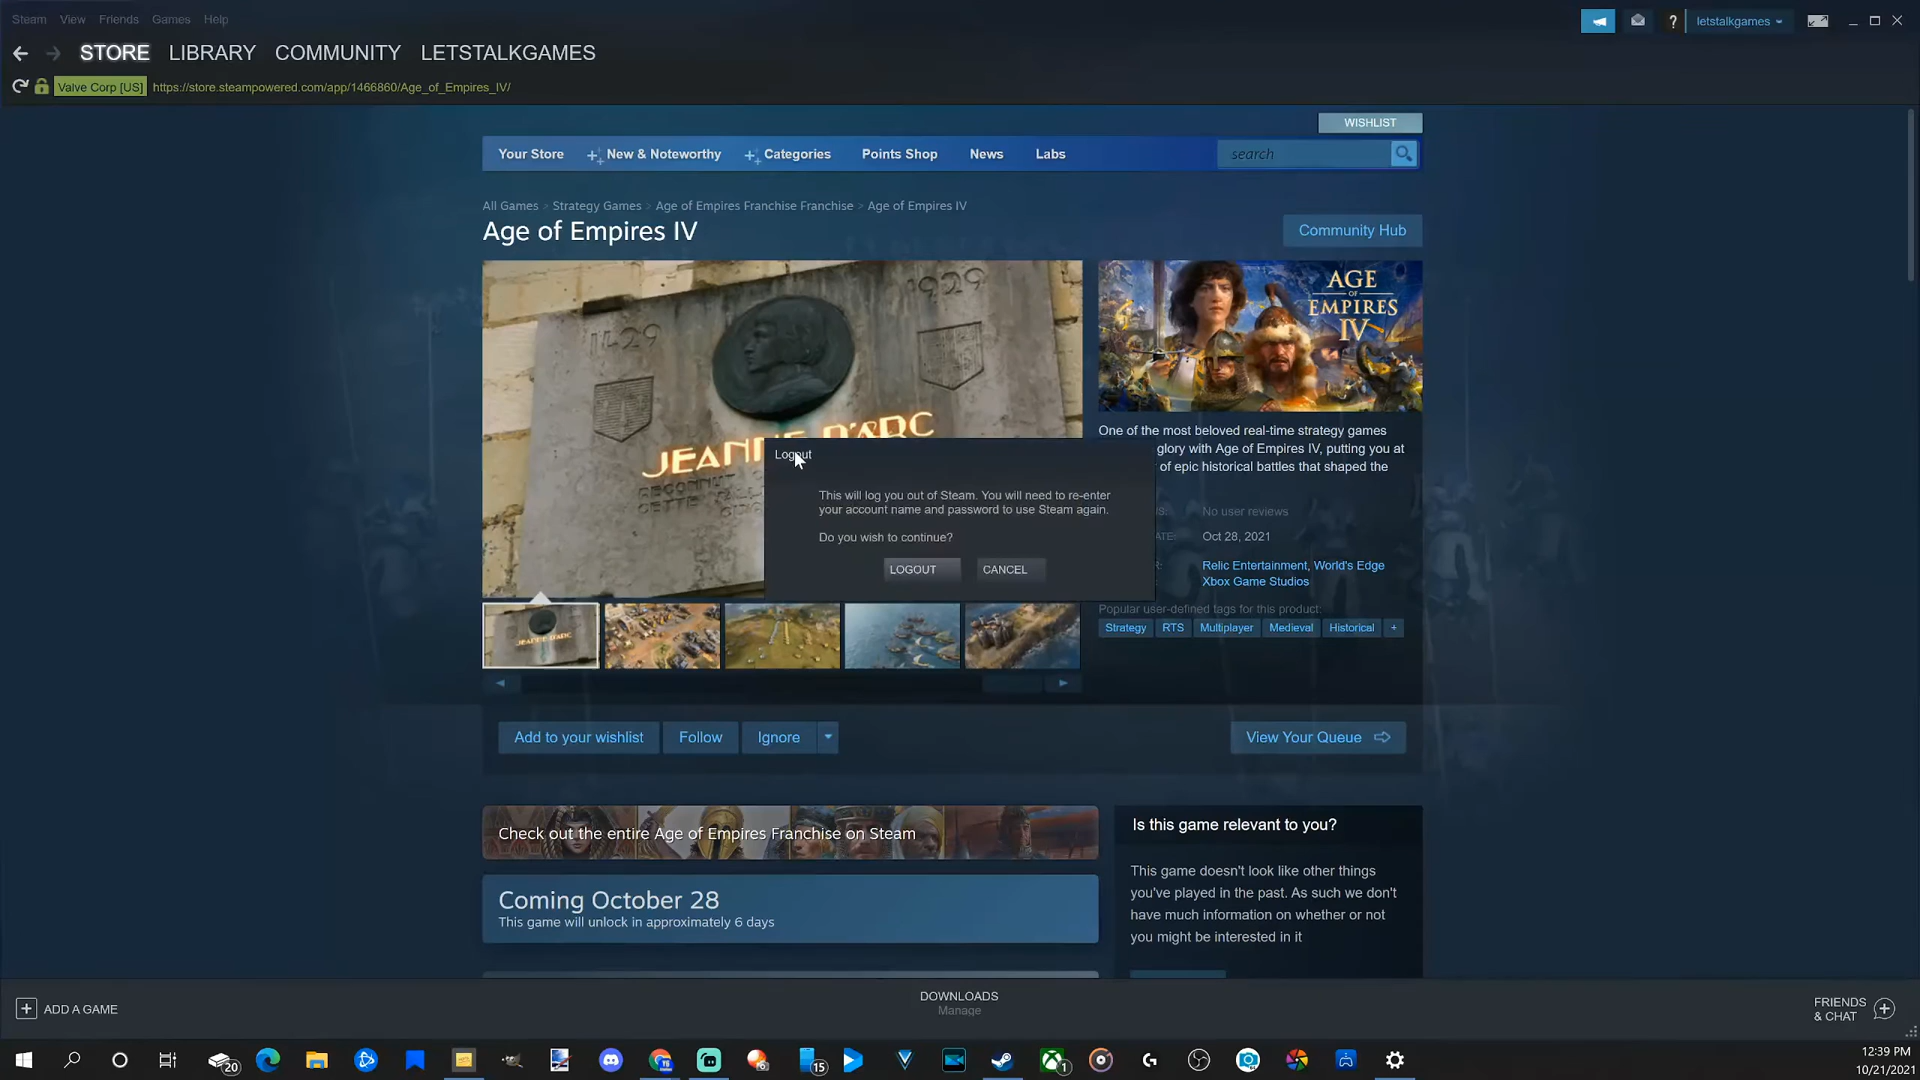 Steam View Friends Games Help
letstalkgames
STORE LIBRARY COMMUNITY LETSTALKGAMES
Valve Corp [US] https://store.steampowered.com/app/1466860/Age_of_Empires_IV/
WISHLIST
Your Store New & Noteworthy Categories Points Shop News Labs search
All Games > Strategy Games > Age of Empires Franchise Franchise > Age of Empires IV
Age of Empires IV
Community Hub
1429 1929
JEANNE D'ARC
AGE
OF
EMPIRES
IV
One of the most beloved real-time strategy games
glory with Age of Empires IV, putting you at
of epic historical battles that shaped the
No user reviews
Oct 28, 2021
Relic Entertainment, World's Edge
Xbox Game Studios
Popular user-defined tags for this product:
Strategy RTS Multiplayer Medieval Historical +
Logout
This will log you out of Steam. You will need to re-enter
your account name and password to use Steam again.
Do you wish to continue?
LOGOUT CANCEL
Add to your wishlist Follow Ignore View Your Queue
Check out the entire Age of Empires Franchise on Steam
Coming October 28
This game will unlock in approximately 6 days
Is this game relevant to you?
This game doesn't look like other things
you've played in the past. As such we don't
have much information on whether or not
you might be interested in it
ADD A GAME
DOWNLOADS
Manage
FRIENDS
& CHAT
20
15
1
12:39 PM
10/21/2021